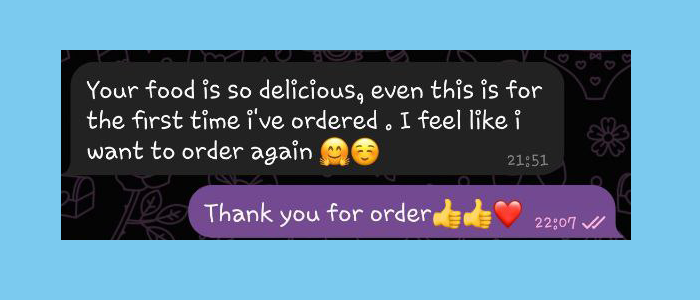 Your food is so delicious, even this is for
the first time i've ordered . I feel like i
want to order again 🤗☺️
21:51
Thank you for order👍👍❤️
22:07